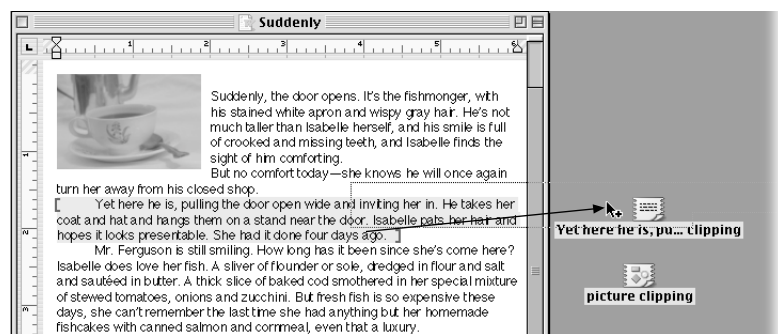 Suddenly
1 2 3 4 5 6
Suddenly, the door opens. It's the fishmonger, with
his stained white apron and wispy gray hair. He's not
much taller than Isabelle herself, and his smile is full
of crooked and missing teeth, and Isabelle finds the
sight of him comforting.
But no comfort today—she knows he will once again
turn her away from his closed shop.
[ Yet here he is, pulling the door open wide and inviting her in. He takes her
coat and hat and hangs them on a stand near the door. Isabelle pats her hair and
hopes it looks presentable. She had it done four days ago. ]
Mr. Ferguson is still smiling. How long has it been since she's come here?
Isabelle does love her fish. A sliver of flounder or sole, dredged in flour and salt
and sautéed in butter. A thick slice of baked cod smothered in her special mixture
of stewed tomatoes, onions and zucchini. But fresh fish is so expensive these
days, she can't remember the last time she had anything but her homemade
fishcakes with canned salmon and cornmeal, even that a luxury.
1
2
3
Yet here he is, pu... clipping
picture clipping